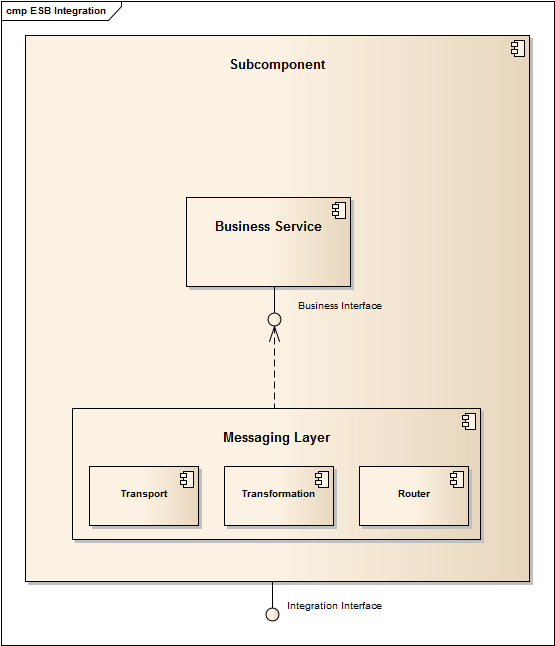 cmp ESB Integration
Subcomponent
Business Service
Business Interface
Messaging Layer
Transport
Transformation
Router
Integration Interface